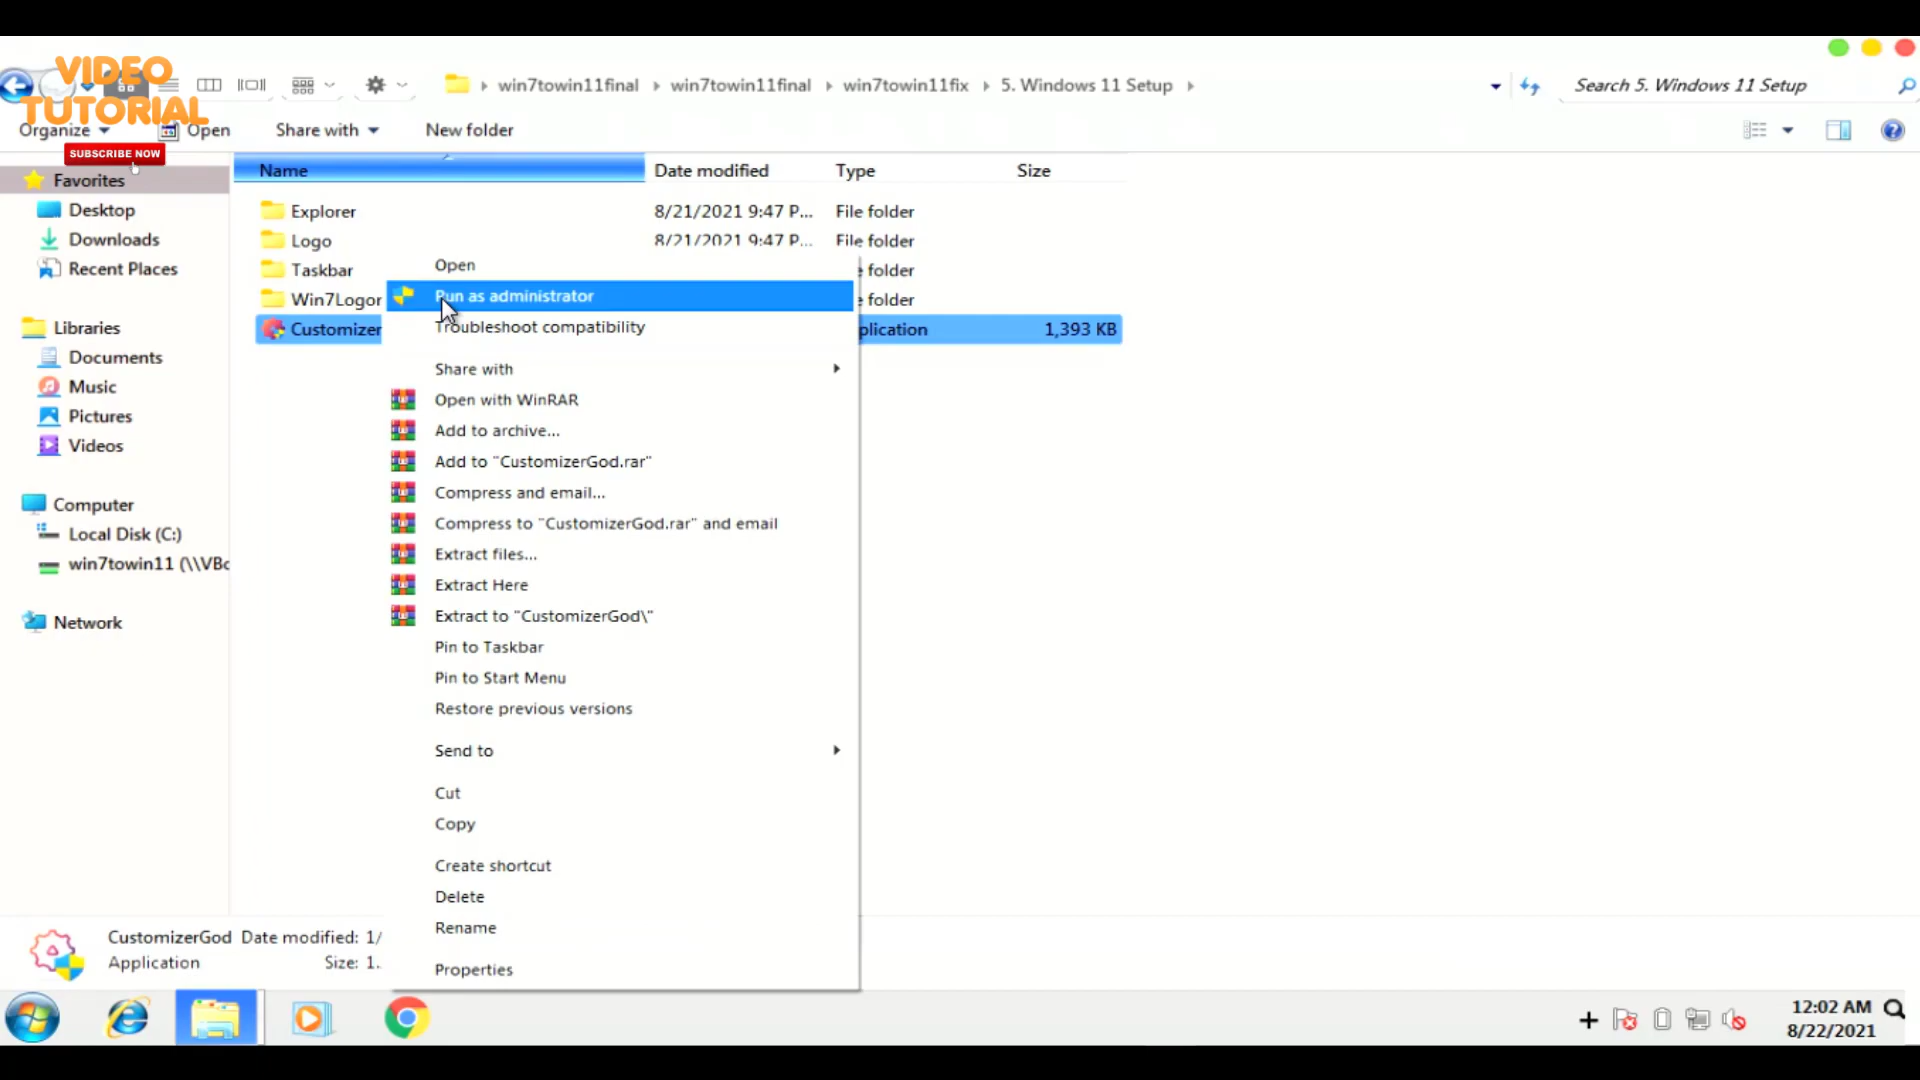 VIDEO
TUTORIAL
SUBSCRIBE NOW
win7towin11final
win7towin11final
win7towin11fix
5. Windows 11 Setup
Search 5. Windows 11 Setup
Organize
Open
Share with
New folder
Name
Date modified
Type
Size
Favorites
Desktop
Downloads
Recent Places
Libraries
Documents
Music
Pictures
Videos
Computer
Local Disk (C:)
win7towin11 (\\VBo
Network
Explorer
8/21/2021 9:47 P...
File folder
Logo
8/21/2021 9:47 P...
File folder
Taskbar
e folder
Win7Logor
e folder
Customizer
plication
1,393 KB
Open
Run as administrator
Troubleshoot compatibility
Share with
Open with WinRAR
Add to archive...
Add to "CustomizerGod.rar"
Compress and email...
Compress to "CustomizerGod.rar" and email
Extract files...
Extract Here
Extract to "CustomizerGod\"
Pin to Taskbar
Pin to Start Menu
Restore previous versions
Send to
Cut
Copy
Create shortcut
Delete
Rename
Properties
CustomizerGod Date modified: 1/
Application Size: 1.
12:02 AM
8/22/2021